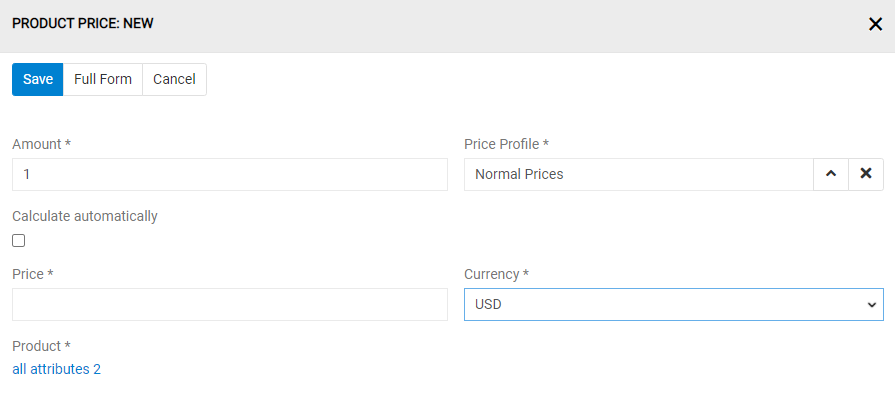 PRODUCT PRICE: NEW
Save Full Form Cancel
Amount * Price Profile *
1 Normal Prices
Calculate automatically
Price * Currency *
USD
Product *
all attributes 2